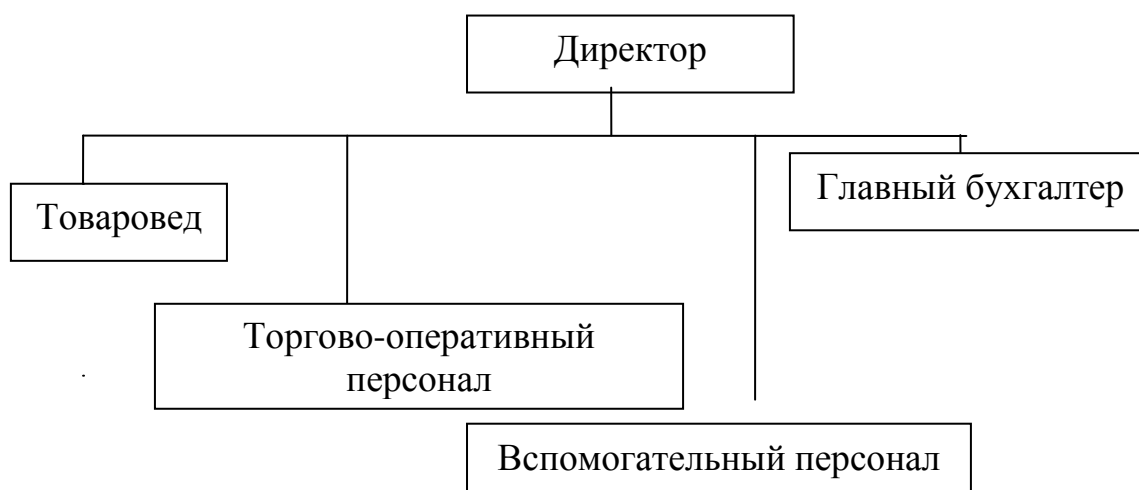 Директор
Главный бухгалтер
Товаровед
Торгово-оперативный
персонал
Вспомогательный персонал